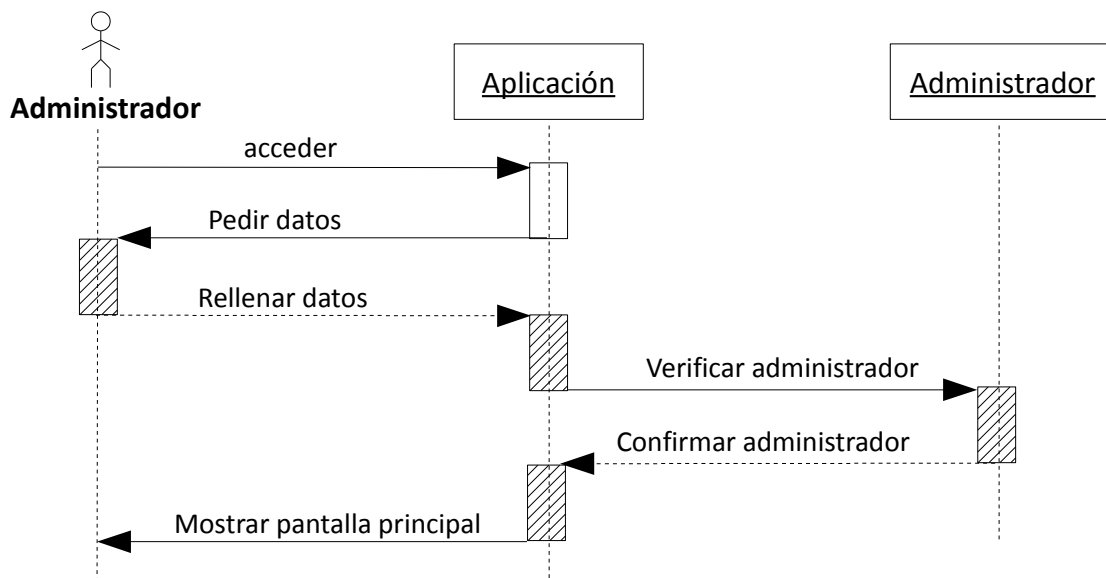 Administrador
Aplicación
Administrador
acceder
Pedir datos
Rellenar datos
Verificar administrador
Confirmar administrador
Mostrar pantalla principal